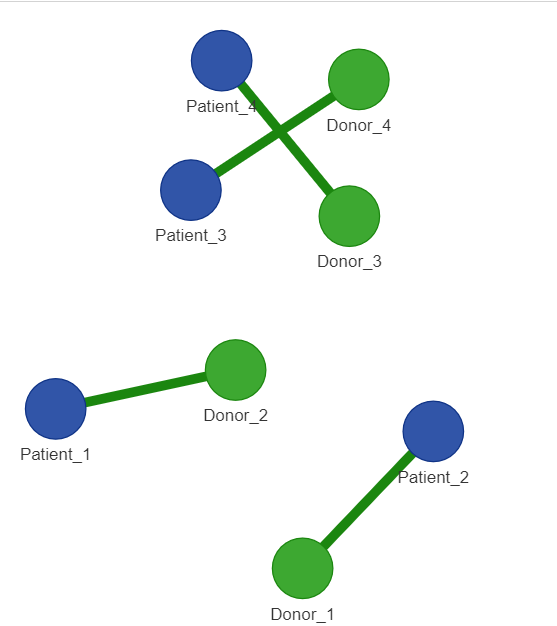 Patient_4
Donor_4
Patient_3
Donor_3
Donor_2
Patient_1
Patient_2
Donor_1